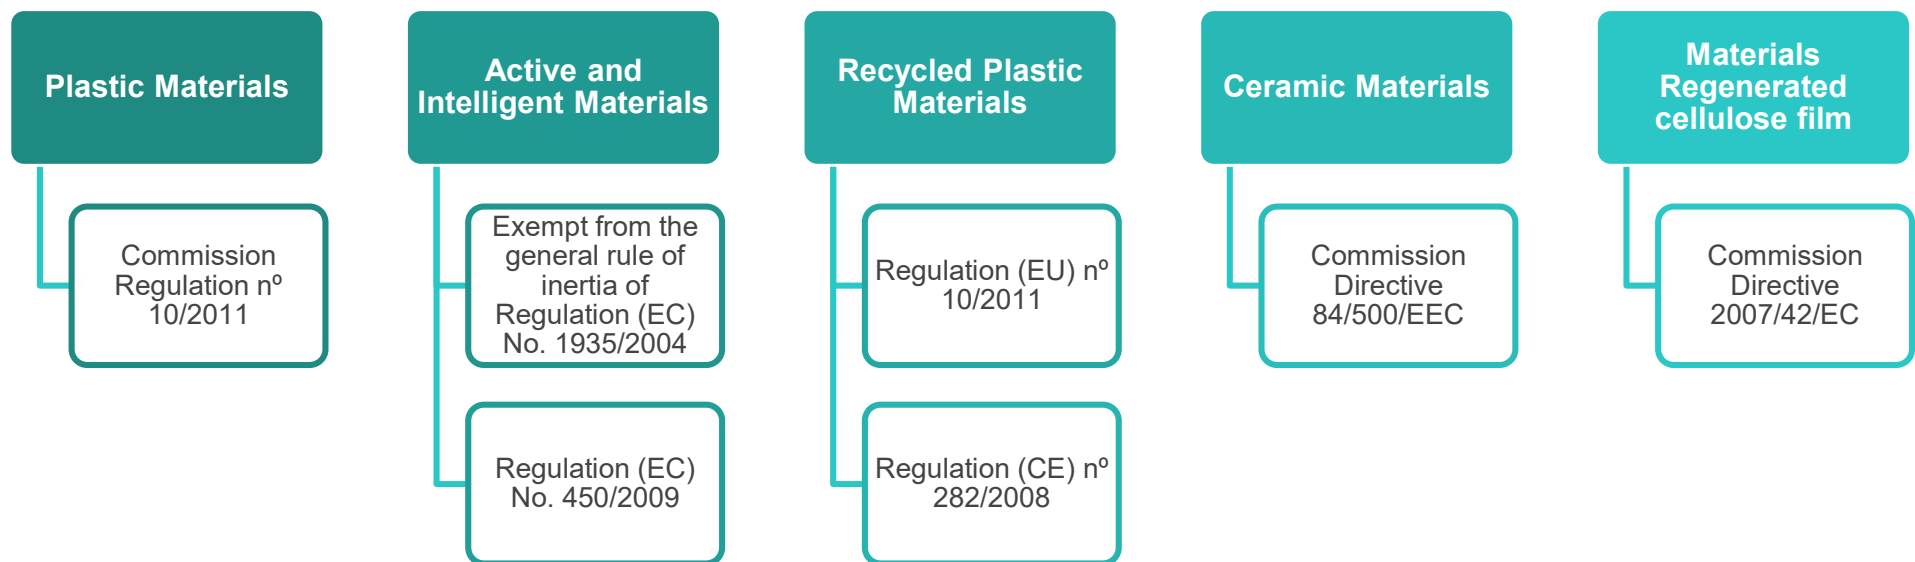 Plastic Materials
Commission
Regulation nº
10/2011
Active and
Intelligent Materials
Exempt from the
general rule of
inertia of
Regulation (EC)
No. 1935/2004
Regulation (EC)
No. 450/2009
Recycled Plastic
Materials
Regulation (EU) nº
10/2011
Regulation (CE) nº
282/2008
Ceramic Materials
Commission
Directive
84/500/EEC
Materials
Regenerated
cellulose film
Commission
Directive
2007/42/EC